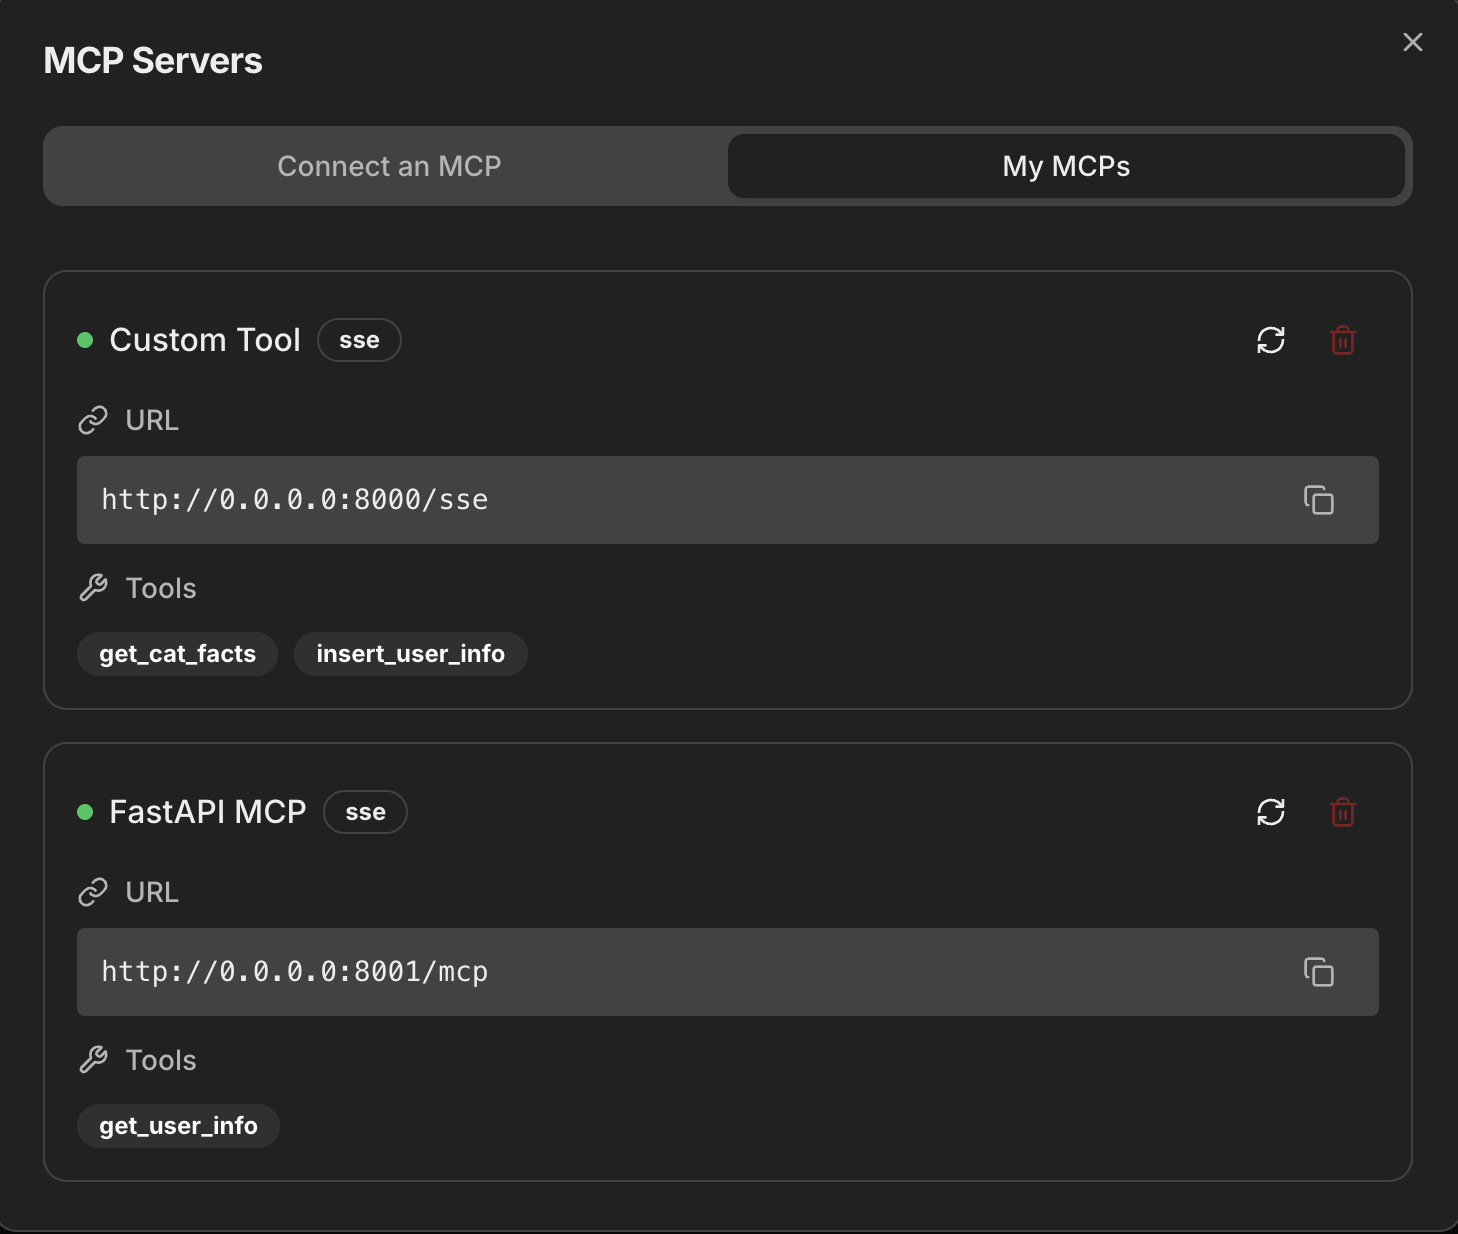 MCP Servers
Connect an MCP My MCPs
Custom Tool sse
URL
http://0.0.0.0:8000/sse
Tools
get_cat_facts insert_user_info
FastAPI MCP sse
URL
http://0.0.0.0:8001/mcp
Tools
get_user_info